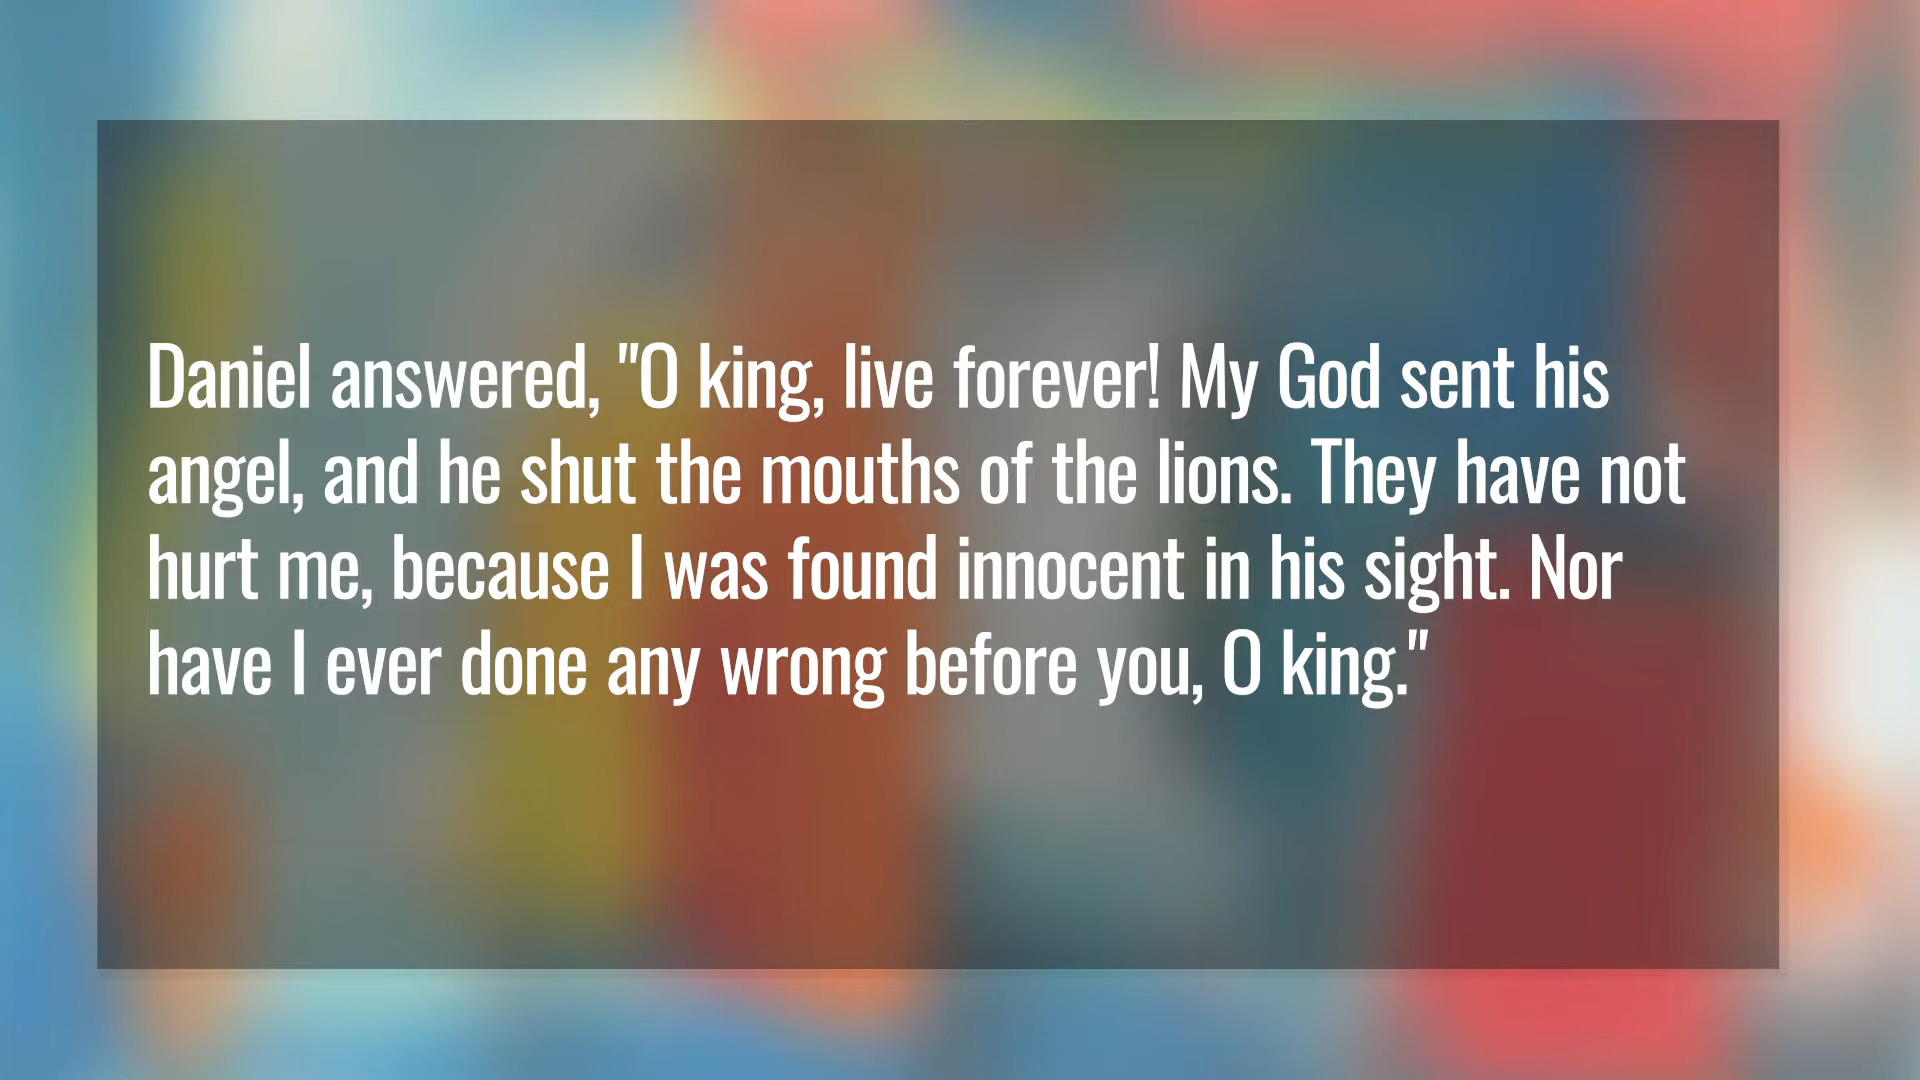 Daniel answered, "O king, live forever! My God sent his
angel, and he shut the mouths of the lions. They have not
hurt me, because I was found innocent in his sight. Nor
have I ever done any wrong before you, O king."